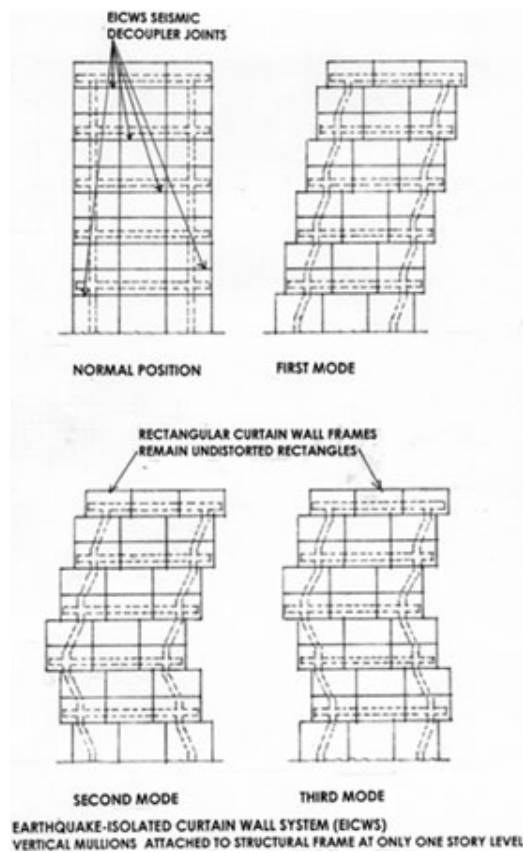 EICWS SEISMIC
DECOUPLER JOINTS
NORMAL POSITION
FIRST MODE
RECTANGULAR CURTAIN WALL FRAMES
REMAIN UNDISTORTED RECTANGLES
SECOND MODE
THIRD MODE
EARTHQUAKE-ISOLATED CURTAIN WALL SYSTEM (EICWS)
VERTICAL MULLIONS ATTACHED TO STRUCTURAL FRAME AT ONLY ONE STORY LEVEL